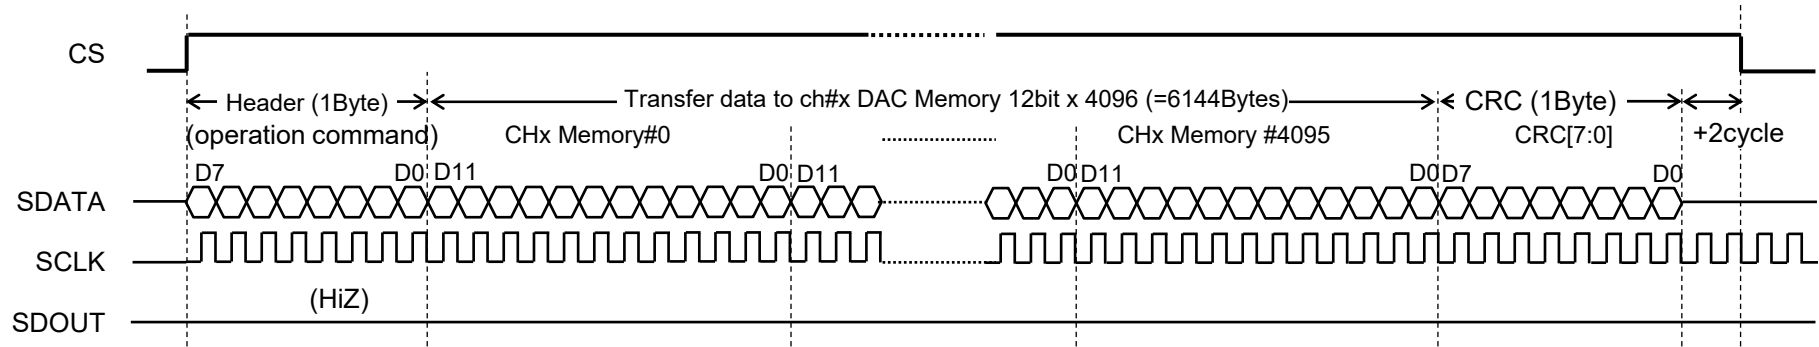 CS
Header (1Byte)
Transfer data to ch#x DAC Memory 12bit x 4096 (=6144Bytes)
CRC (1Byte)
(operation command)
CHx Memory#0
CHx Memory #4095
CRC[7:0]
+2cycle
D7 D0 D11 D0 D11 D0 D11 D0 D7 D0
SDATA
SCLK
(HiZ)
SDOUT